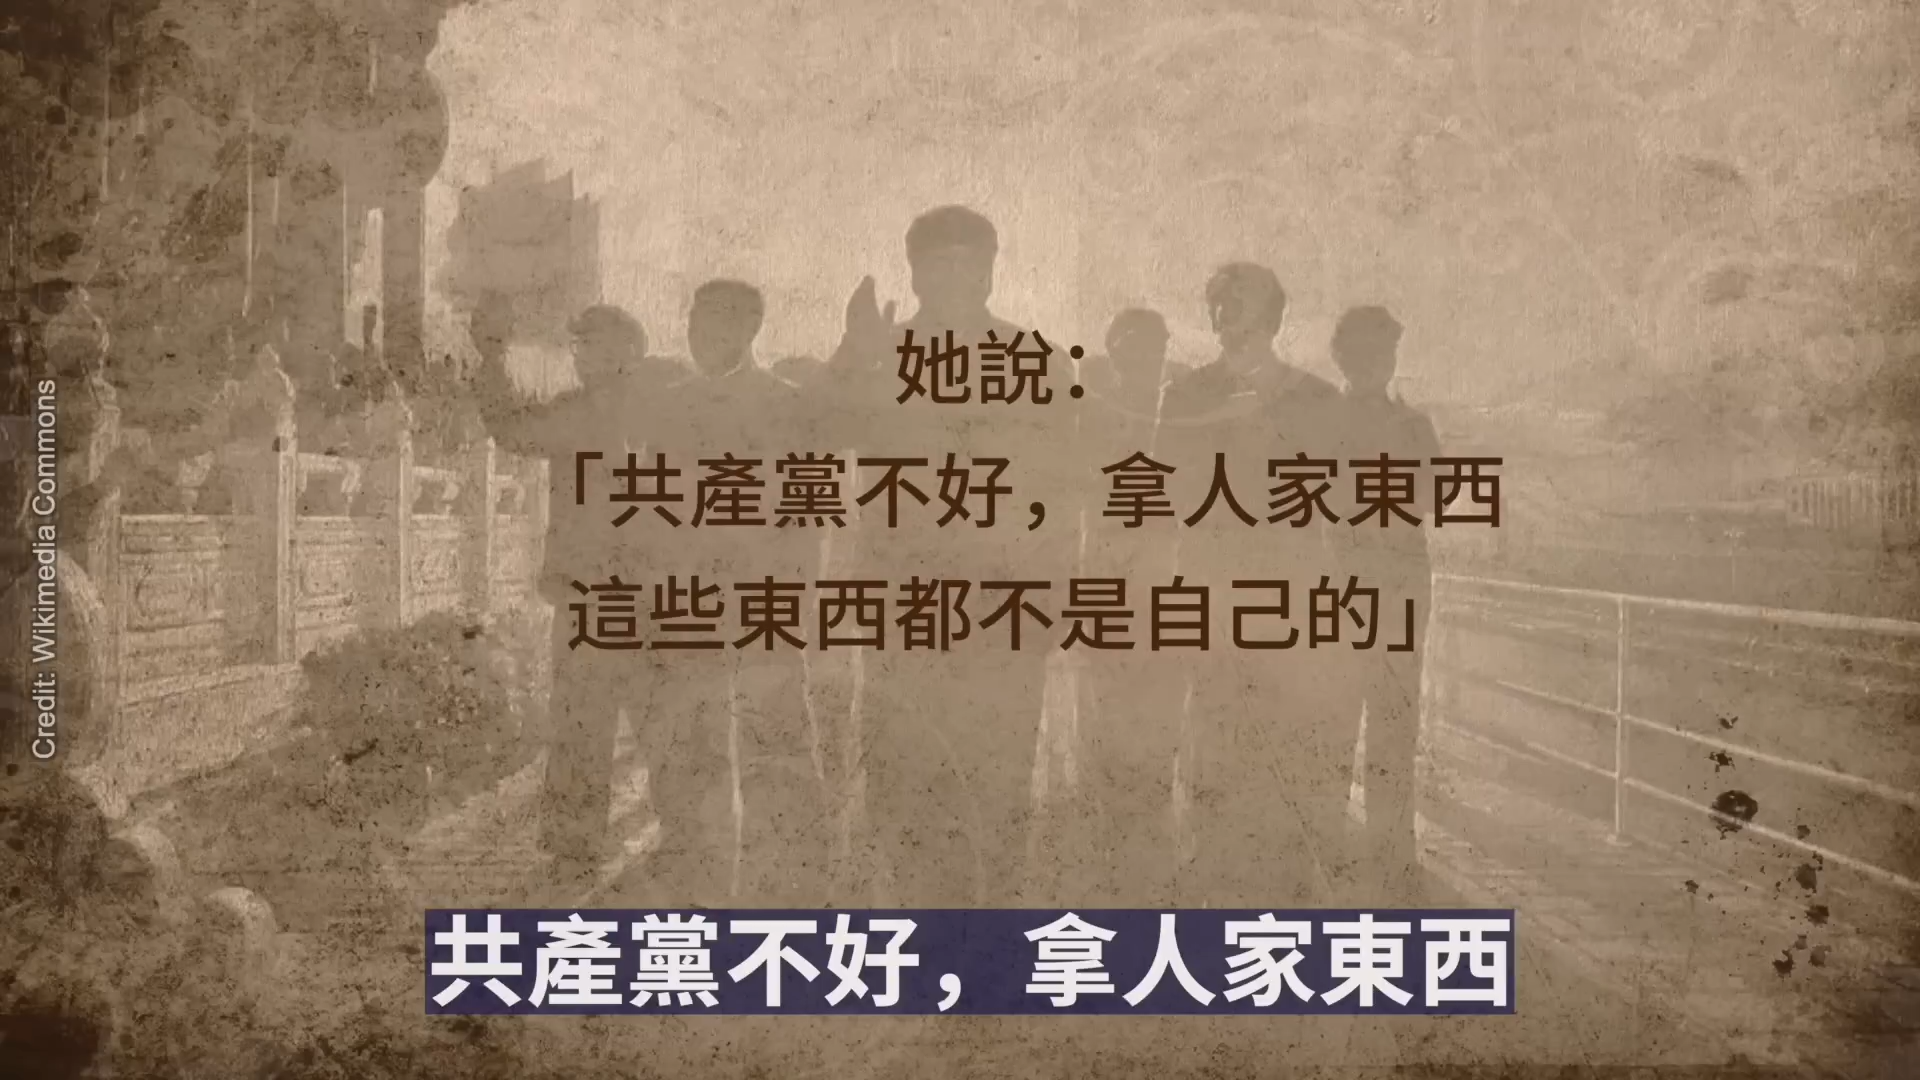 她說：
「共產黨不好，拿人家東西
這些東西都不是自己的」
Credit: Wikimedia Commons
共產黨不好，拿人家東西